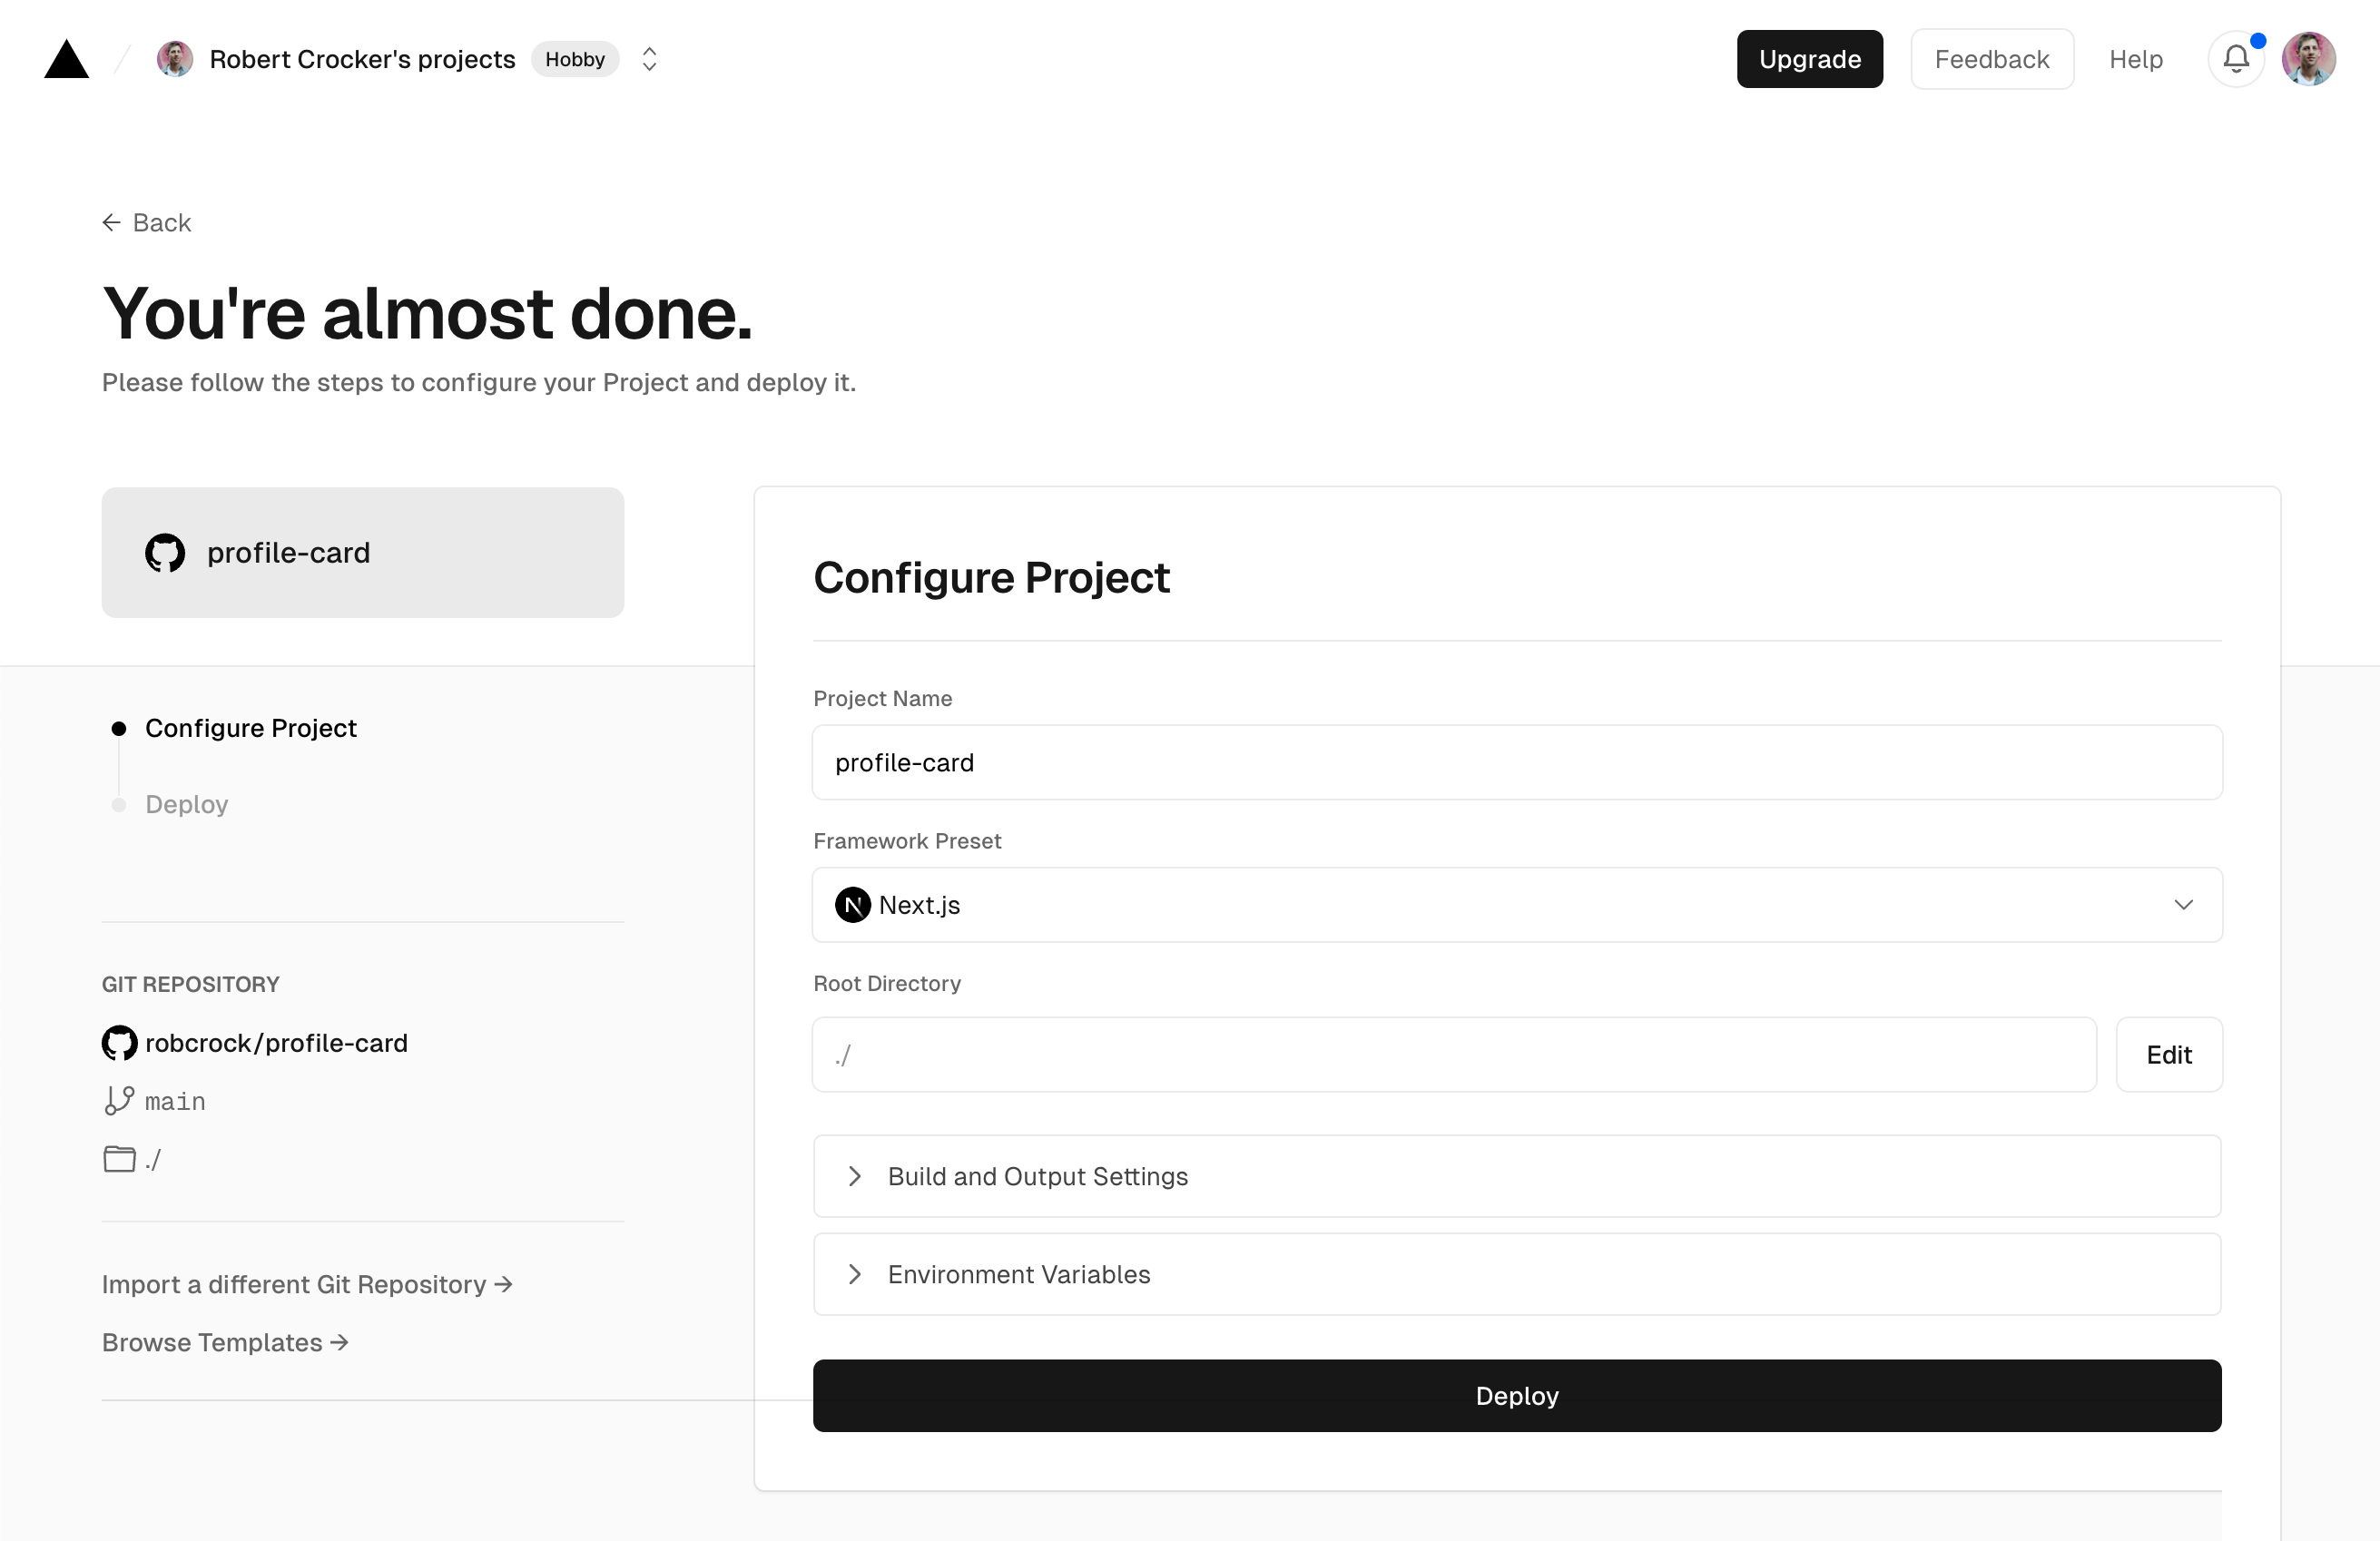 Robert Crocker's projects Hobby
Upgrade Feedback Help
Back
You're almost done.
Please follow the steps to configure your Project and deploy it.
profile-card
Configure Project
Deploy
GIT REPOSITORY
robcrock/profile-card
main
./
Import a different Git Repository →
Browse Templates →
Configure Project
Project Name
profile-card
Framework Preset
N Next.js
Root Directory
./ Edit
Build and Output Settings
Environment Variables
Deploy